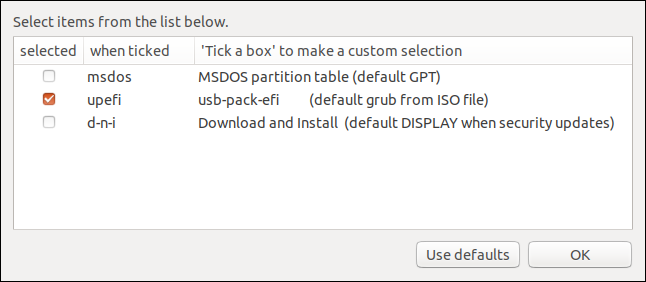 Select items from the list below.
selected when ticked 'Tick a box' to make a custom selection
msdos MSDOS partition table (default GPT)
upefi usb-pack-efi (default grub from ISO file)
d-n-i Download and Install (default DISPLAY when security updates)
Use defaults OK